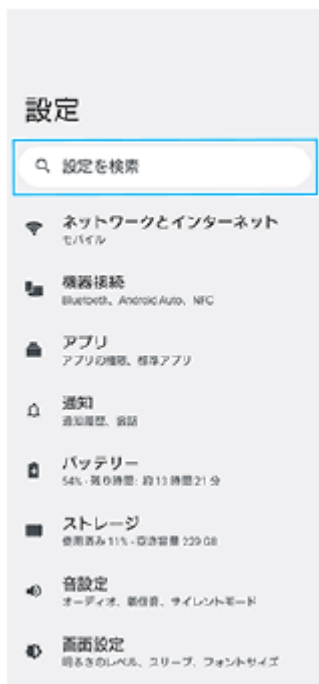 設定
設定を検索
ネットワークとインターネット
モバイル
機器接続
Bluetooth、Android Auto、NFC
アプリ
アプリの権限、標準アプリ
通知
通知履歴、会話
バッテリー
54% - 残り時間: 約 13 時間 21 分
ストレージ
使用済み 11% - 空き容量 229 GB
音設定
オーディオ、着信音、サイレントモード
画面設定
明るさのレベル、スリープ、フォントサイズ